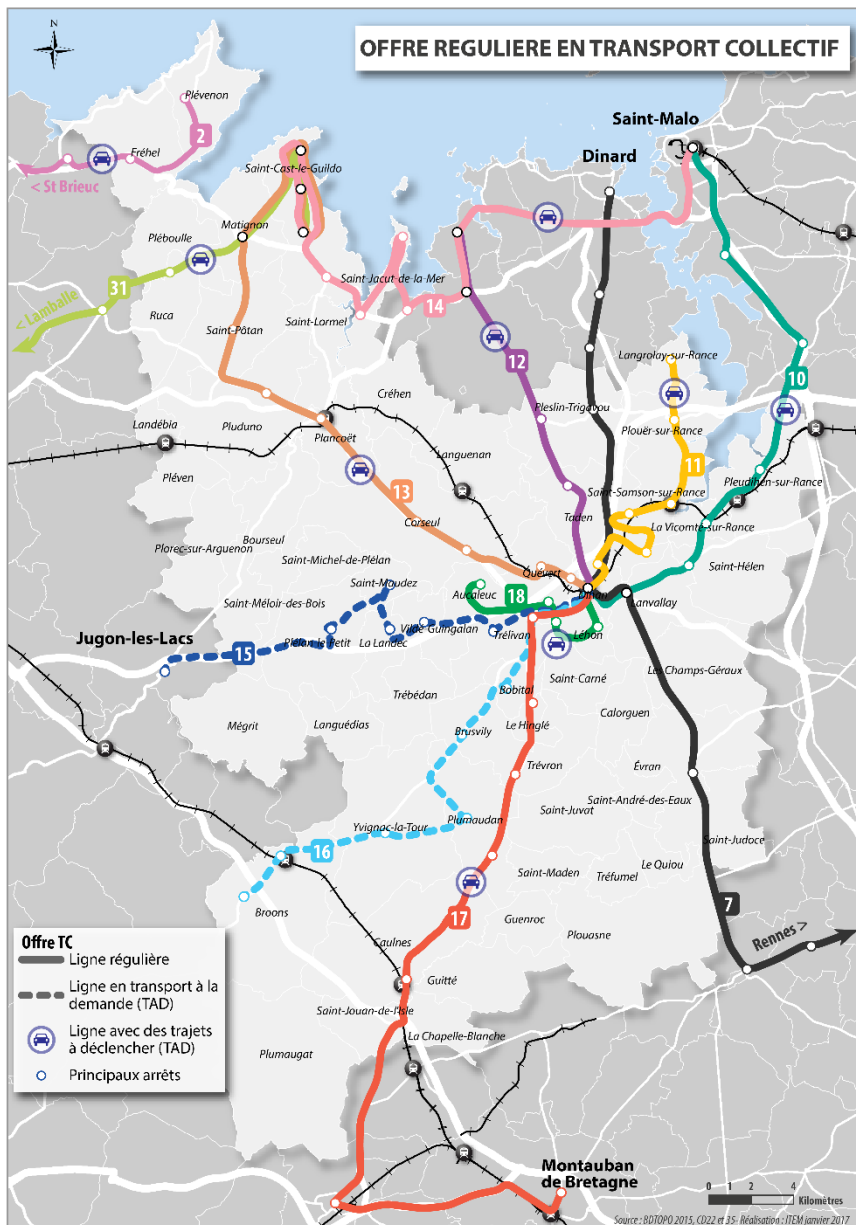 N
OFFRE REGULIERE EN TRANSPORT COLLECTIF
Plévenon
2
Saint-Malo
Fréhel
Dinard
Saint-Cast-le-Guildo
< St Brieuc
Matignon
Pléboulle
31
Saint-Jacut-de-la-Mer
14
< Lamballe
Ruca
Saint-Pôtan
Saint-Lormel
12
Langrolay-sur-Rance
10
Créhen
Pleslin-Trigavou
Landébia
Pluduno
Plancoët
Plouër-sur-Rance
Languenan
11
Pléven
13
Saint-Samson-sur-Rance
Pleudihen-sur-Rance
Corseul
Taden
La Vicomté-sur-Rance
Plorec-sur-Arguenon
Bourseul
Saint-Michel-de-Plélan
Quévert
Saint-Hélen
Saint-Maudez
Aucaleuc
18
Dinan
Lanvallay
Saint-Méloir-des-Bois
Jugon-les-Lacs
15
Plélan-le-Petit
La Landec
Vildé-Guingalan
Trélivan
Léhon
Saint-Carné
Les Champs-Géraux
Trébédan
Bobital
Mégrit
Languédias
Brusvily
Le Hinglé
Calorguen
Trévron
Évran
Yvignac-la-Tour
Plumaudan
Saint-Juvat
Saint-André-des-Eaux
16
Saint-Judoce
Saint-Maden
Tréfumel
Le Quiou
17
7
Broons
Guenroc
Plouasne
Rennes >
Caulnes
Guitté
Saint-Jouan-de-l'Isle
La Chapelle-Blanche
Plumaugat
Offre TC
Ligne régulière
Ligne en transport à la
demande (TAD)
Ligne avec des trajets
à déclencher (TAD)
Principaux arrêts
Montauban
de Bretagne
0 1 2 4
Kilomètres
Source : BDTOPO 2015, CD22 et 35- Réalisation : ITEM janvier 2017